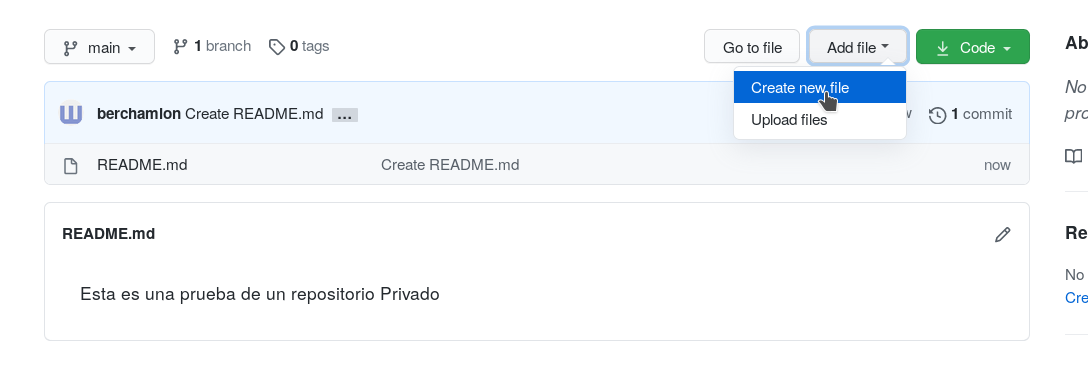 main
1 branch
0 tags
Go to file
Add file
Code
Create new file
Upload files
berchamion Create README.md ...
1 commit
README.md
Create README.md
now
README.md
Esta es una prueba de un repositorio Privado
Ab
No
Re
No
Cre